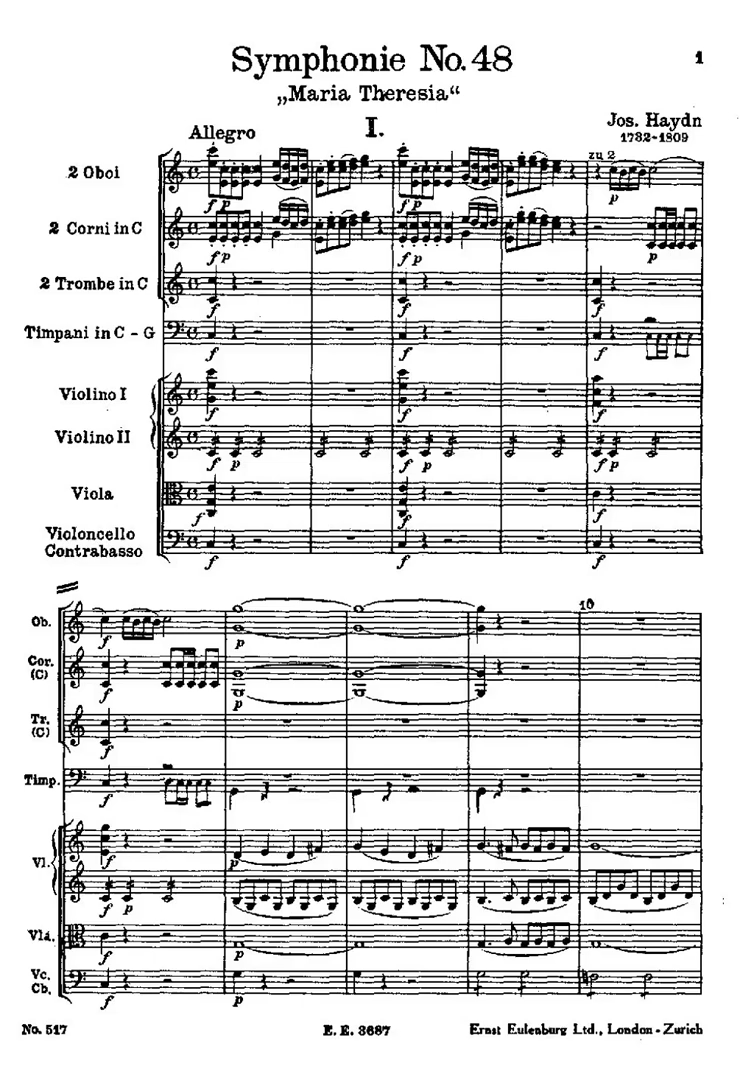 Symphonie No. 48
1
„Maria Theresia“
I.
Jos. Haydn
1732-1809
Allegro
zu 2
2 Oboi
f p
f p
p
2 Corni in C
f p
f p
p
2 Trombe in C
f
f
f
Timpani in C - G
f
f
f
Violino I
f
f
f
Violino II
f p
f p
f p
Viola
f
f
f
Violoncello
Contrabasso
f
f
f
10
Ob.
f
p
Cor.
(C)
f
p
Tr.
(C)
f
Timp.
f
Vl.
f
p
f p
Vla.
f
Vc.
Cb.
f
p
No. 517
E. E. 3687
Ernst Eulenburg Ltd., London - Zurich